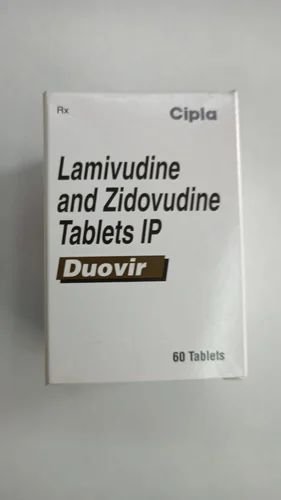 Rx
Cipla
Lamivudine
and Zidovudine
Tablets IP
Duovir
60 Tablets